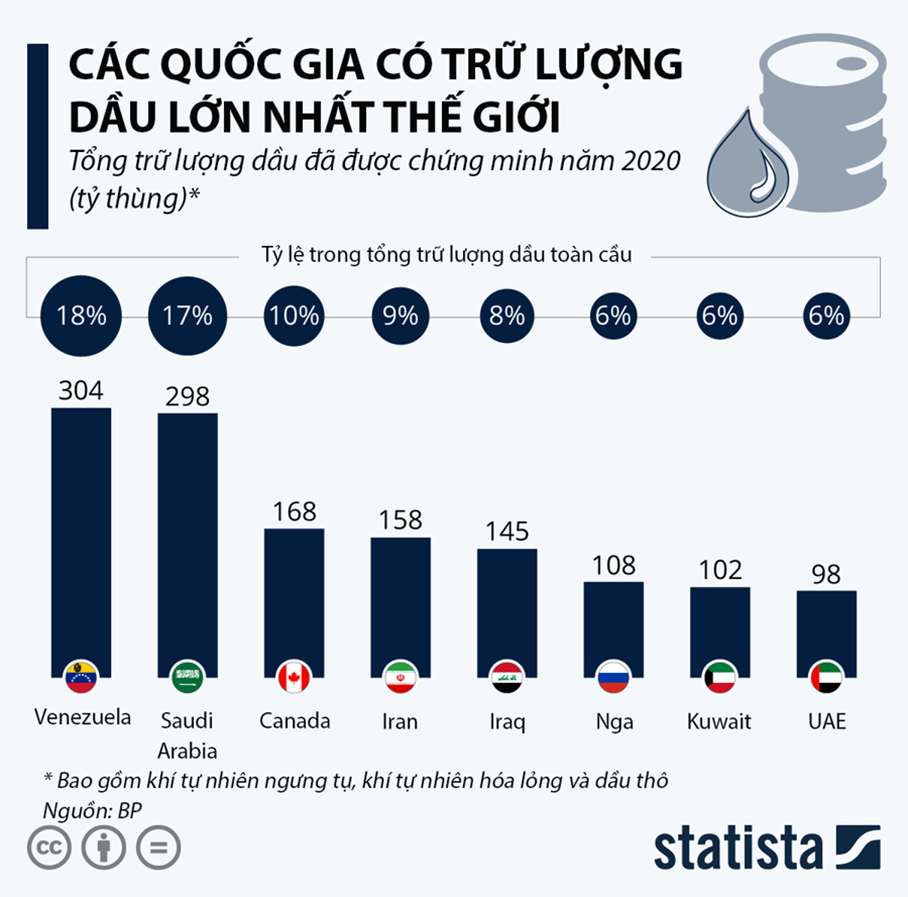 CÁC QUỐC GIA CÓ TRỮ LƯỢNG
DẦU LỚN NHẤT THẾ GIỚI
Tổng trữ lượng dầu đã được chứng minh năm 2020
(tỷ thùng)*
Tỷ lệ trong tổng trữ lượng dầu toàn cầu
18% 17% 10% 9% 8% 6% 6% 6%
304 298 168 158 145 108 102 98
Venezuela Saudi Canada Iran Iraq Nga Kuwait UAE
Arabia
* Bao gồm khí tự nhiên ngưng tụ, khí tự nhiên hóa lỏng và dầu thô
Nguồn: BP
cc
statista